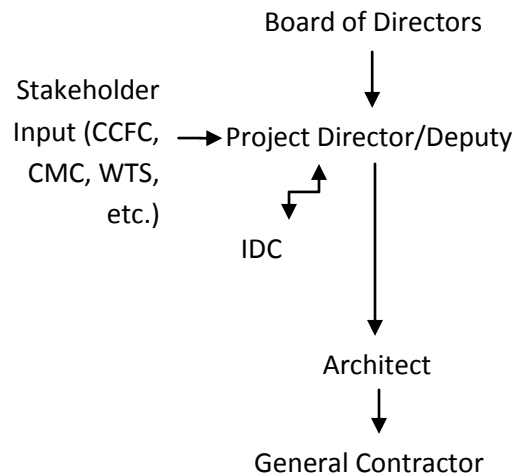 Board of Directors
Stakeholder
Input (CCFC,
CMC, WTS,
etc.)
Project Director/Deputy
IDC
Architect
General Contractor